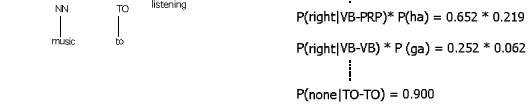 listening
NN TO
music to
P(right|VB-PRP)* P(ha) = 0.652 * 0.219
P(right|VB-VB) * P (ga) = 0.252 * 0.062
P(none|TO-TO) = 0.900